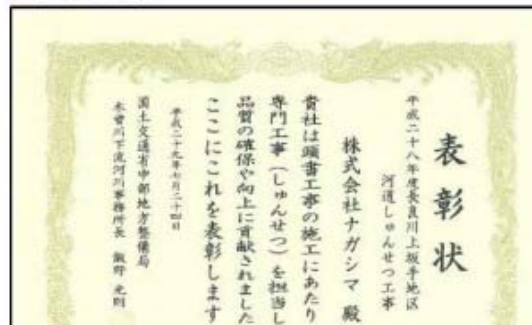 表彰状
平成二十八年度長良川上坂手地区
河道しゅんせつ工事
株式会社ナガシマ 殿
貴社は頭書工事の施工にあたり
専門工事（しゅんせつ）を担当し
品質の確保や向上に貢献されました
ここにこれを表彰します
平成二十九年七月二十四日
国土交通省中部地方整備局
木曽川下流河川事務所長 飯野 光則